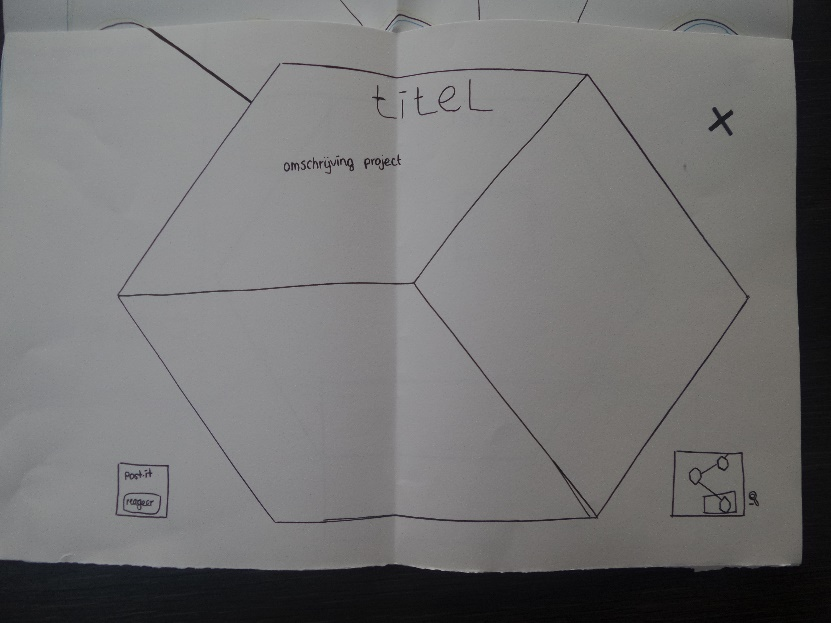 titel
omschrijving project
X
Post-it
reageer